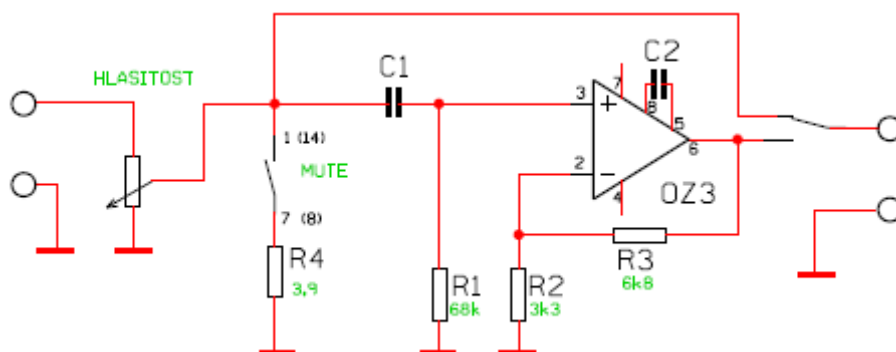 HLASITOST
C1
C2
7
8
3
+
5
1 (14)
6
MUTE
2
−
4
OZ3
7 (8)
R4
3,9
R1
68k
R2
3k3
R3
6k8